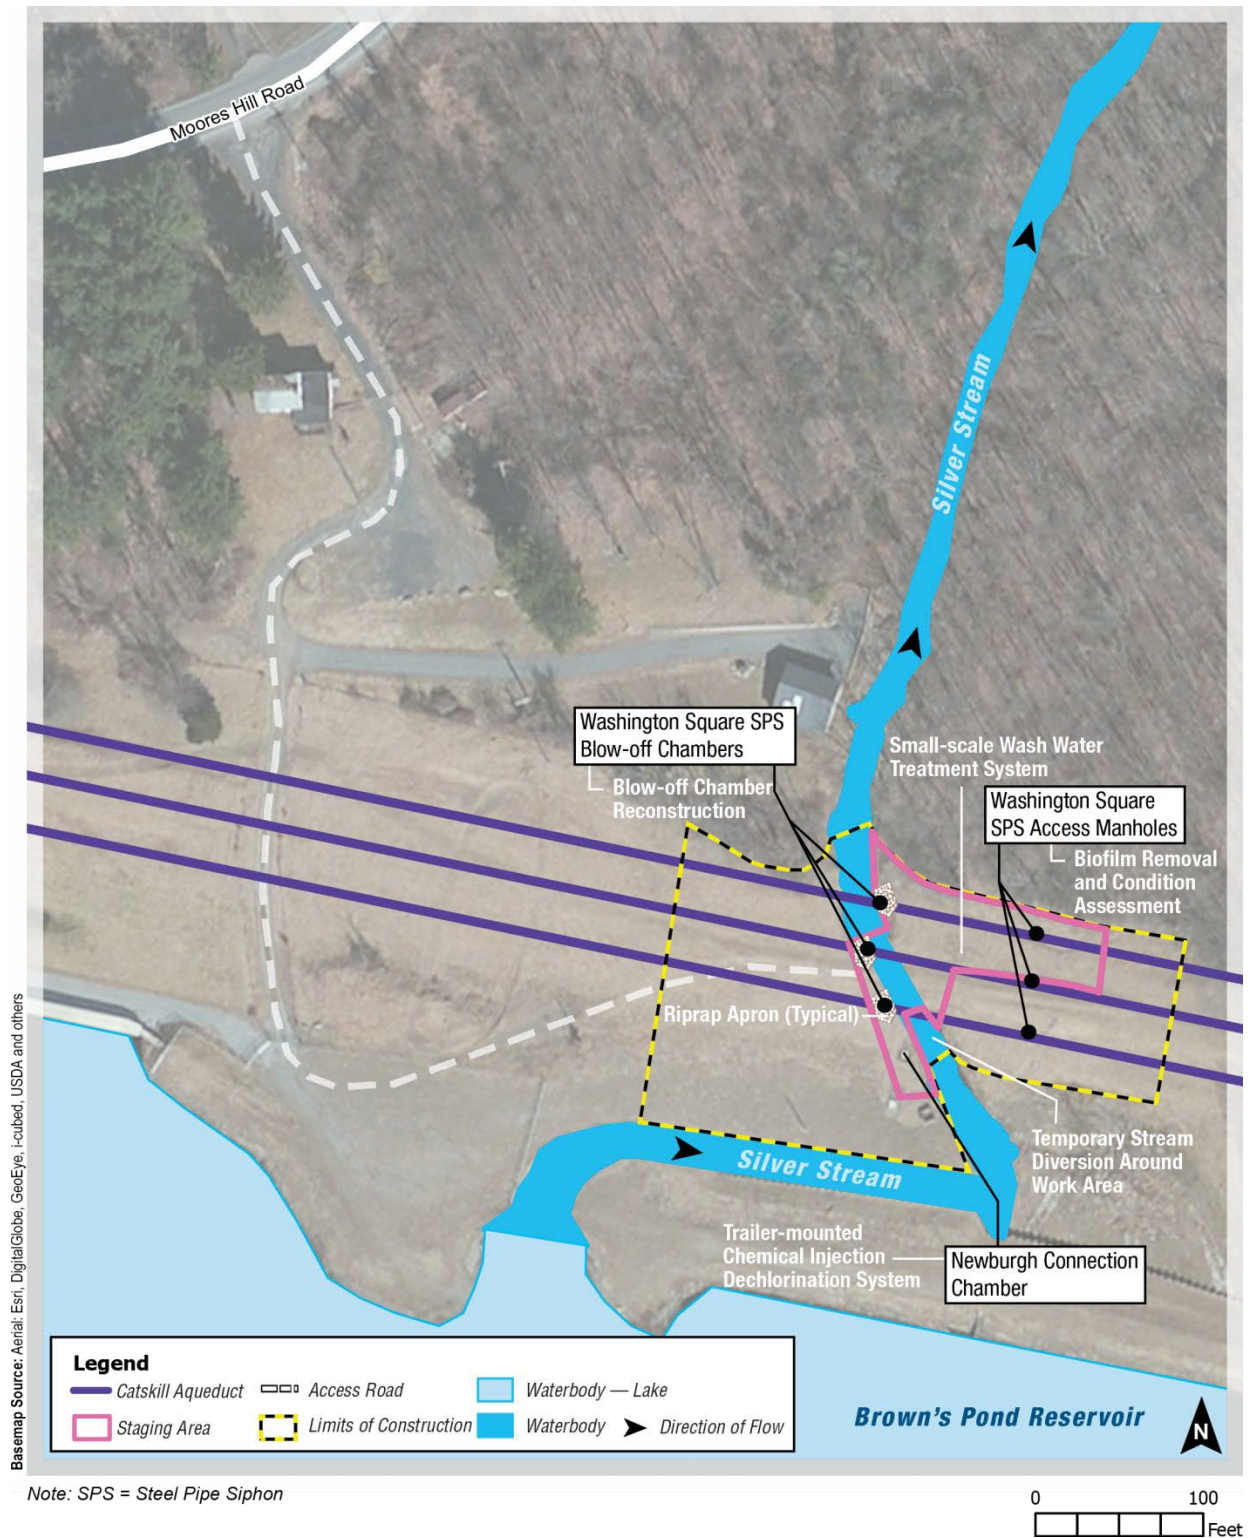 Moores Hill Road
Silver Stream
Washington Square SPS
Blow-off Chambers
Blow-off Chamber
Reconstruction
Small-scale Wash Water
Treatment System
Washington Square
SPS Access Manholes
Biofilm Removal
and Condition
Assessment
Riprap Apron (Typical)
Temporary Stream
Diversion Around
Work Area
Silver Stream
Trailer-mounted
Chemical Injection
Dechlorination System
Newburgh Connection
Chamber
Legend
Catskill Aqueduct
Access Road
Waterbody — Lake
Staging Area
Limits of Construction
Waterbody
Direction of Flow
Brown's Pond Reservoir
N
Basemap Source: Aerial: Esri, DigitalGlobe, GeoEye, i-cubed, USDA and others
Note: SPS = Steel Pipe Siphon
0 100
Feet